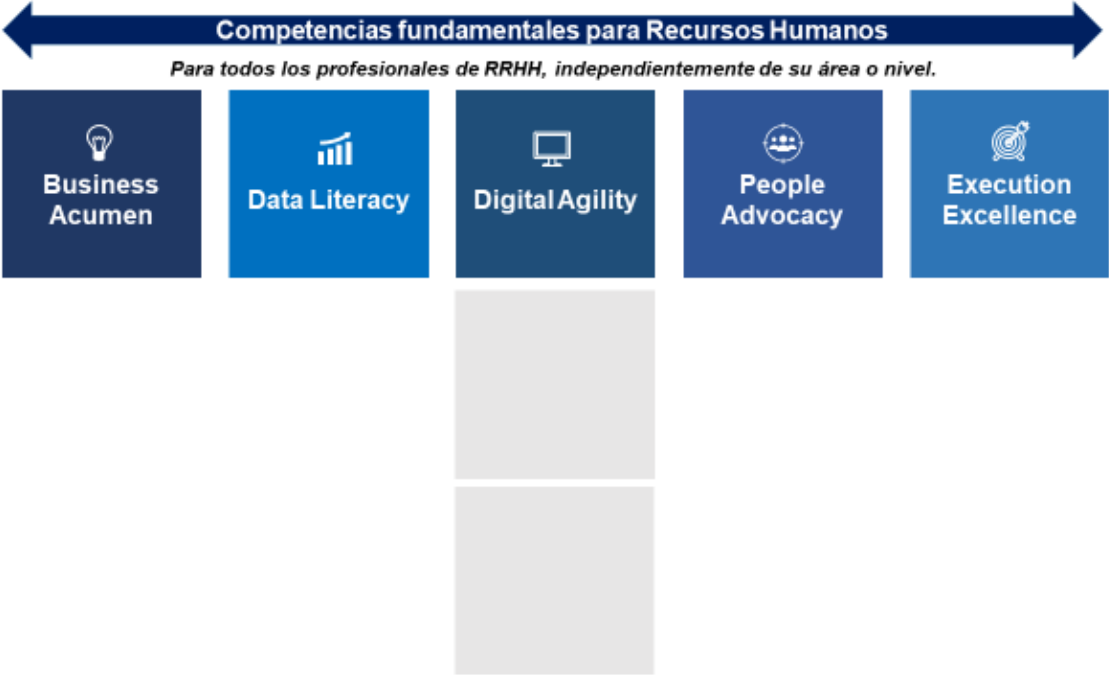 Competencias fundamentales para Recursos Humanos
Para todos los profesionales de RRHH, independientemente de su área o nivel.
Business
Acumen
Data Literacy
Digital Agility
People
Advocacy
Execution
Excellence